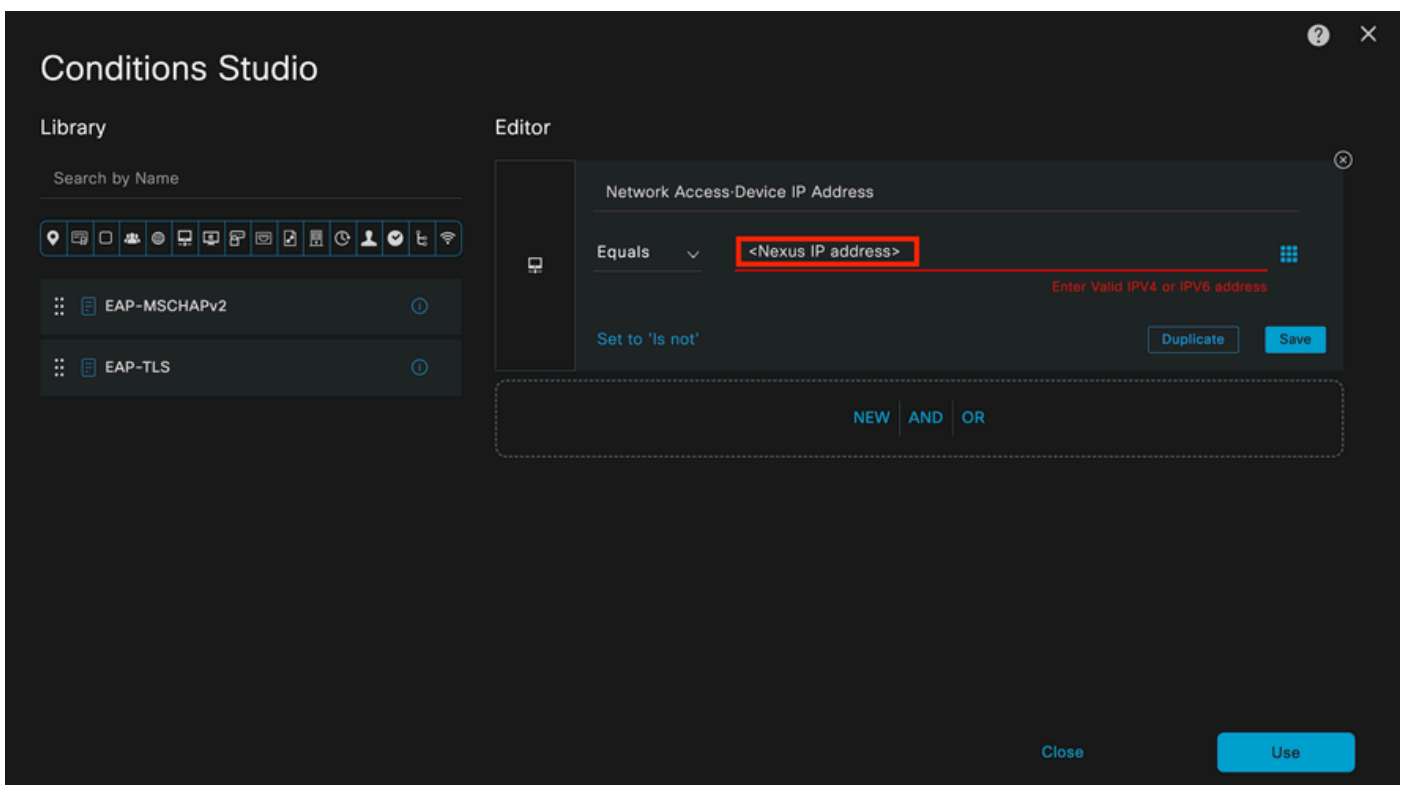 Conditions Studio
Library
Search by Name
EAP-MSCHAPv2
EAP-TLS
Editor
Network Access·Device IP Address
Equals
<Nexus IP address>
Enter Valid IPV4 or IPV6 address
Set to 'Is not'
Duplicate
Save
NEW AND OR
Close
Use